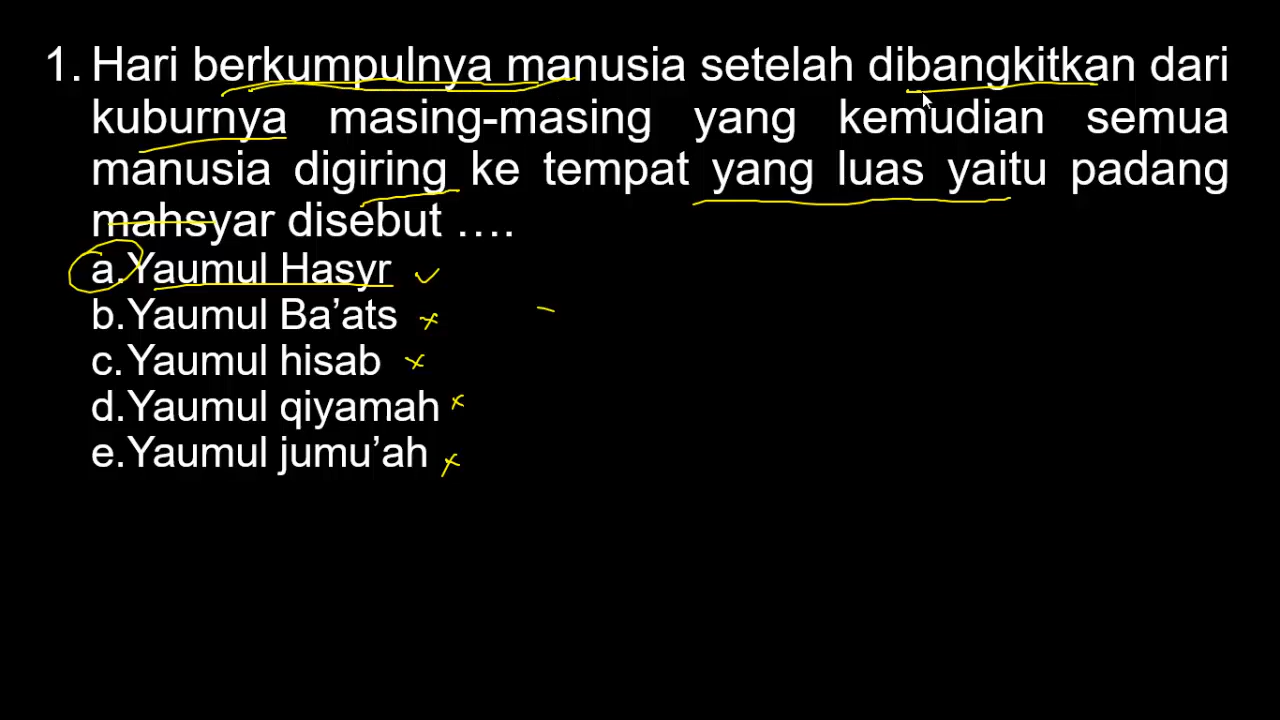 1. Hari berkumpulnya manusia setelah dibangkitkan dari
kuburnya masing-masing yang kemudian semua
manusia digiring ke tempat yang luas yaitu padang
mahsyar disebut ....
a.Yaumul Hasyr
b.Yaumul Ba’ats
c.Yaumul hisab
d.Yaumul qiyamah
e.Yaumul jumu’ah